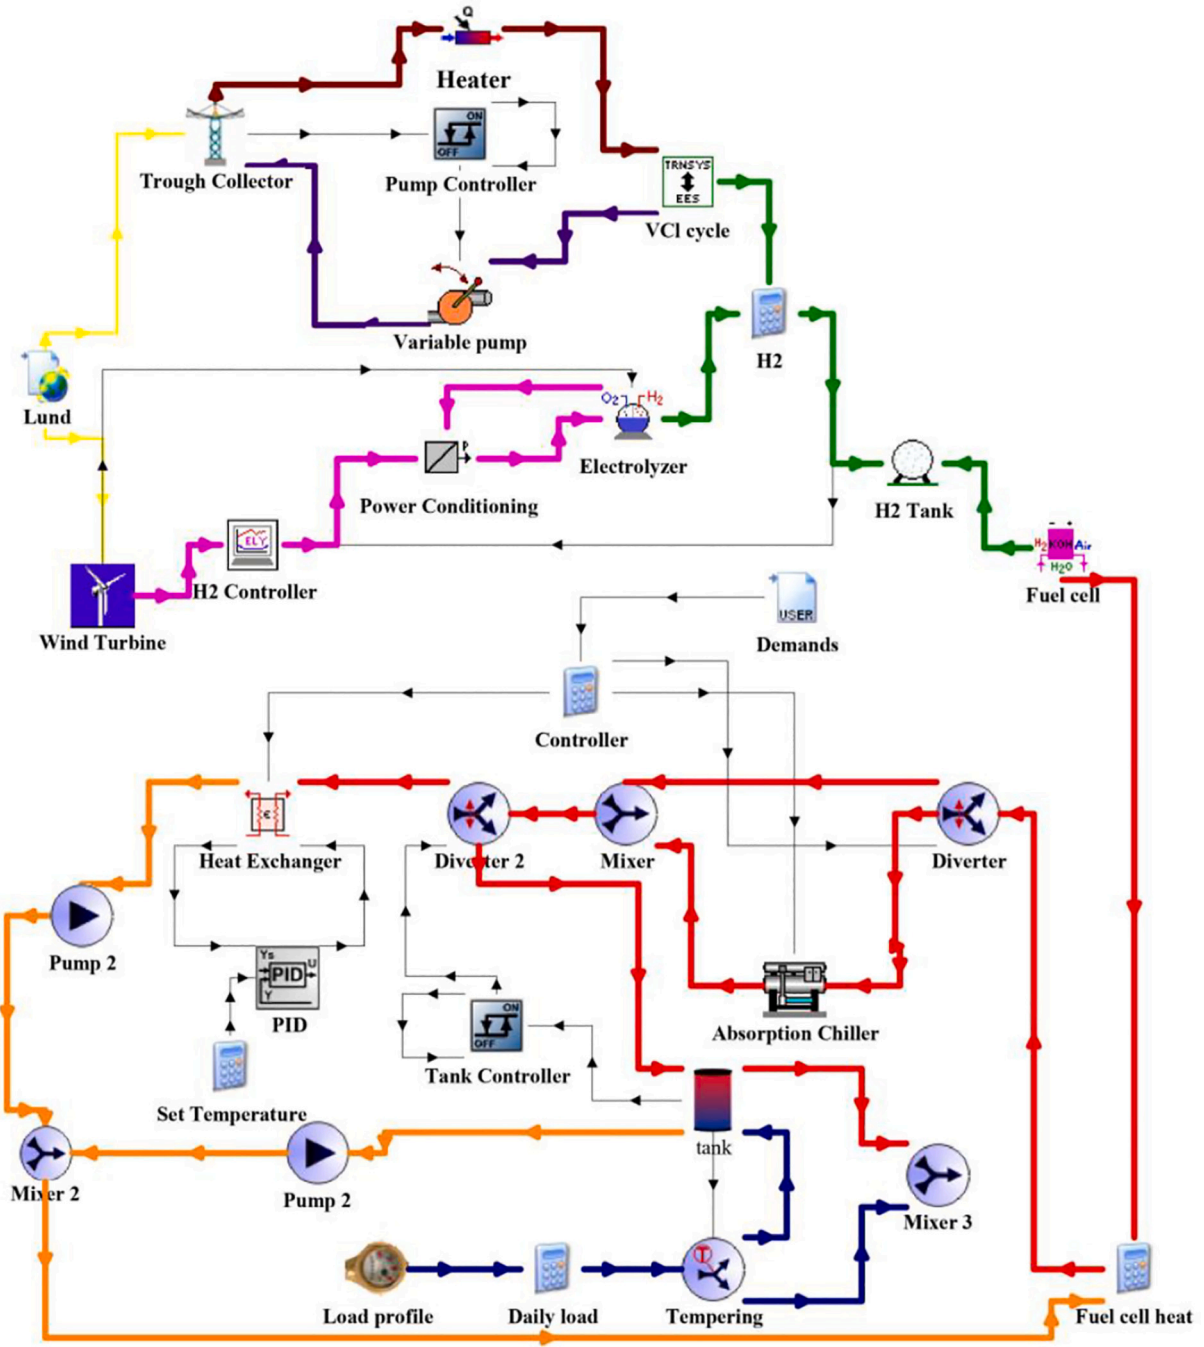 Q
Heater
ON
OFF
Trough Collector
Pump Controller
TRNSYS
EES
VCl cycle
Variable pump
H2
Lund
O2
H2
P
Electrolyzer
Power Conditioning
H2 Tank
ELY
H2 Controller
- +
H2 KOH Air
H2O
Fuel cell
Wind Turbine
USER
Demands
Controller
ε
Heat Exchanger
Diverter 2
Mixer
Diverter
Pump 2
Ys
U
PID
Y
PID
ON
OFF
Absorption Chiller
Tank Controller
Set Temperature
tank
Mixer 2
Pump 2
Mixer 3
T
Load profile
Daily load
Tempering
Fuel cell heat